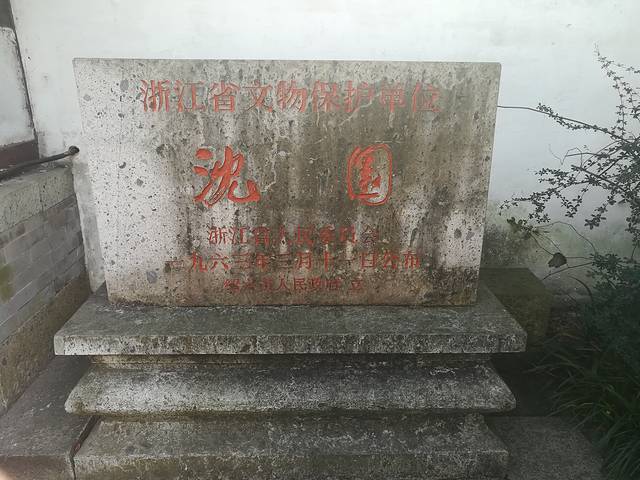 浙江省文物保护单位
沈园
浙江省人民委员会
一九六三年三月十一日公布
绍兴市人民政府 立